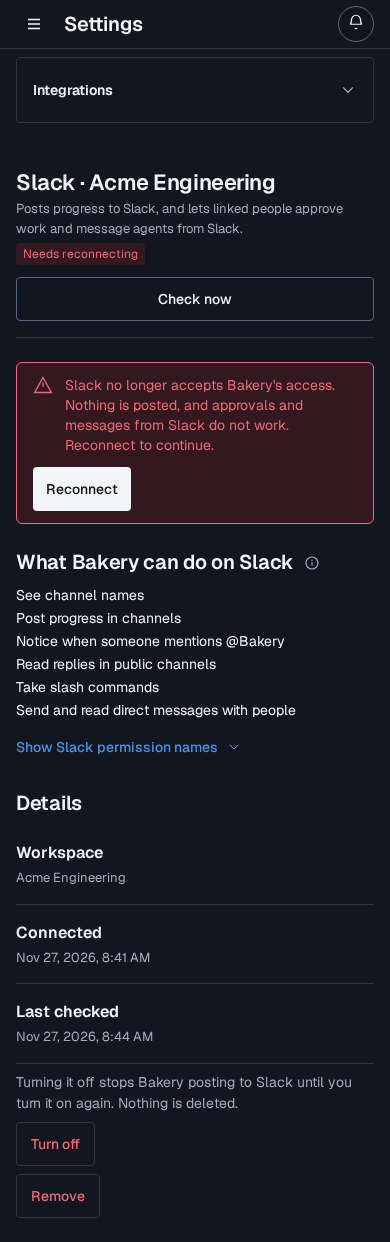 Settings
Integrations
Slack · Acme Engineering
Posts progress to Slack, and lets linked people approve
work and message agents from Slack.
Needs reconnecting
Check now
Slack no longer accepts Bakery's access.
Nothing is posted, and approvals and
messages from Slack do not work.
Reconnect to continue.
Reconnect
What Bakery can do on Slack
See channel names
Post progress in channels
Notice when someone mentions @Bakery
Read replies in public channels
Take slash commands
Send and read direct messages with people
Show Slack permission names
Details
Workspace
Acme Engineering
Connected
Nov 27, 2026, 8:41 AM
Last checked
Nov 27, 2026, 8:44 AM
Turning it off stops Bakery posting to Slack until you
turn it on again. Nothing is deleted.
Turn off
Remove